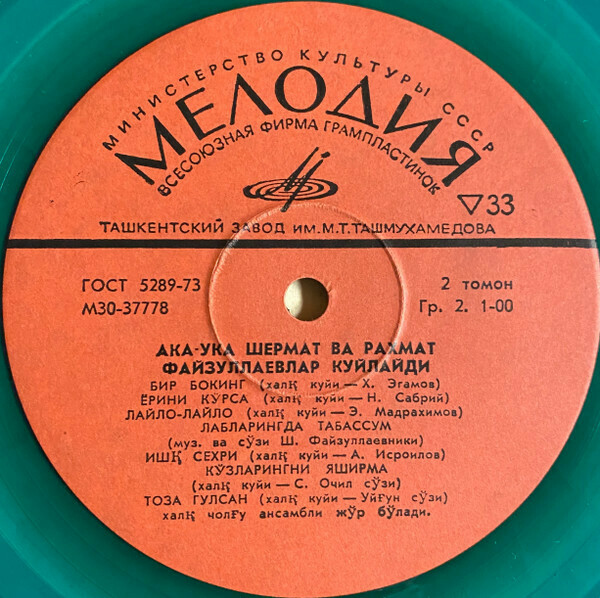 МИНИСТЕРСТВО КУЛЬТУРЫ СССР
МЕЛОДИЯ
ВСЕСОЮЗНАЯ ФИРМА ГРАМПЛАСТИНОК
▽33
ТАШКЕНТСКИЙ ЗАВОД ИМ.М.Т.ТАШМУХАМЕДОВА
ГОСТ 5289-73 2 томон
М30-37778 Гр. 2. 1-00
АКА-УКА ШЕРМАТ ВА РАХМАТ
ФАЙЗУЛЛАЕВЛАР КУЙЛАЙДИ
БИР БОКИНГ (халқ куйи — Х. Эгамов)
ЁРИНИ КЎРСА (халқ куйи — Н. Сабрий)
ЛАЙЛО-ЛАЙЛО (халқ куйи — Э. Мадрахимов)
ЛАБЛАРИНГДА ТАБАССУМ
(муз. ва сўзи Ш. Файзуллаевники)
ИШҚ СЕХРИ (халқ куйи — А. Исроилов)
КЎЗЛАРИНГНИ ЯШИРМА
(халқ куйи — С. Очил сўзи)
ТОЗА ГУЛСАН (халқ куйи — Уйғун сўзи)
халқ чолғу ансамбли жўр бўлади.